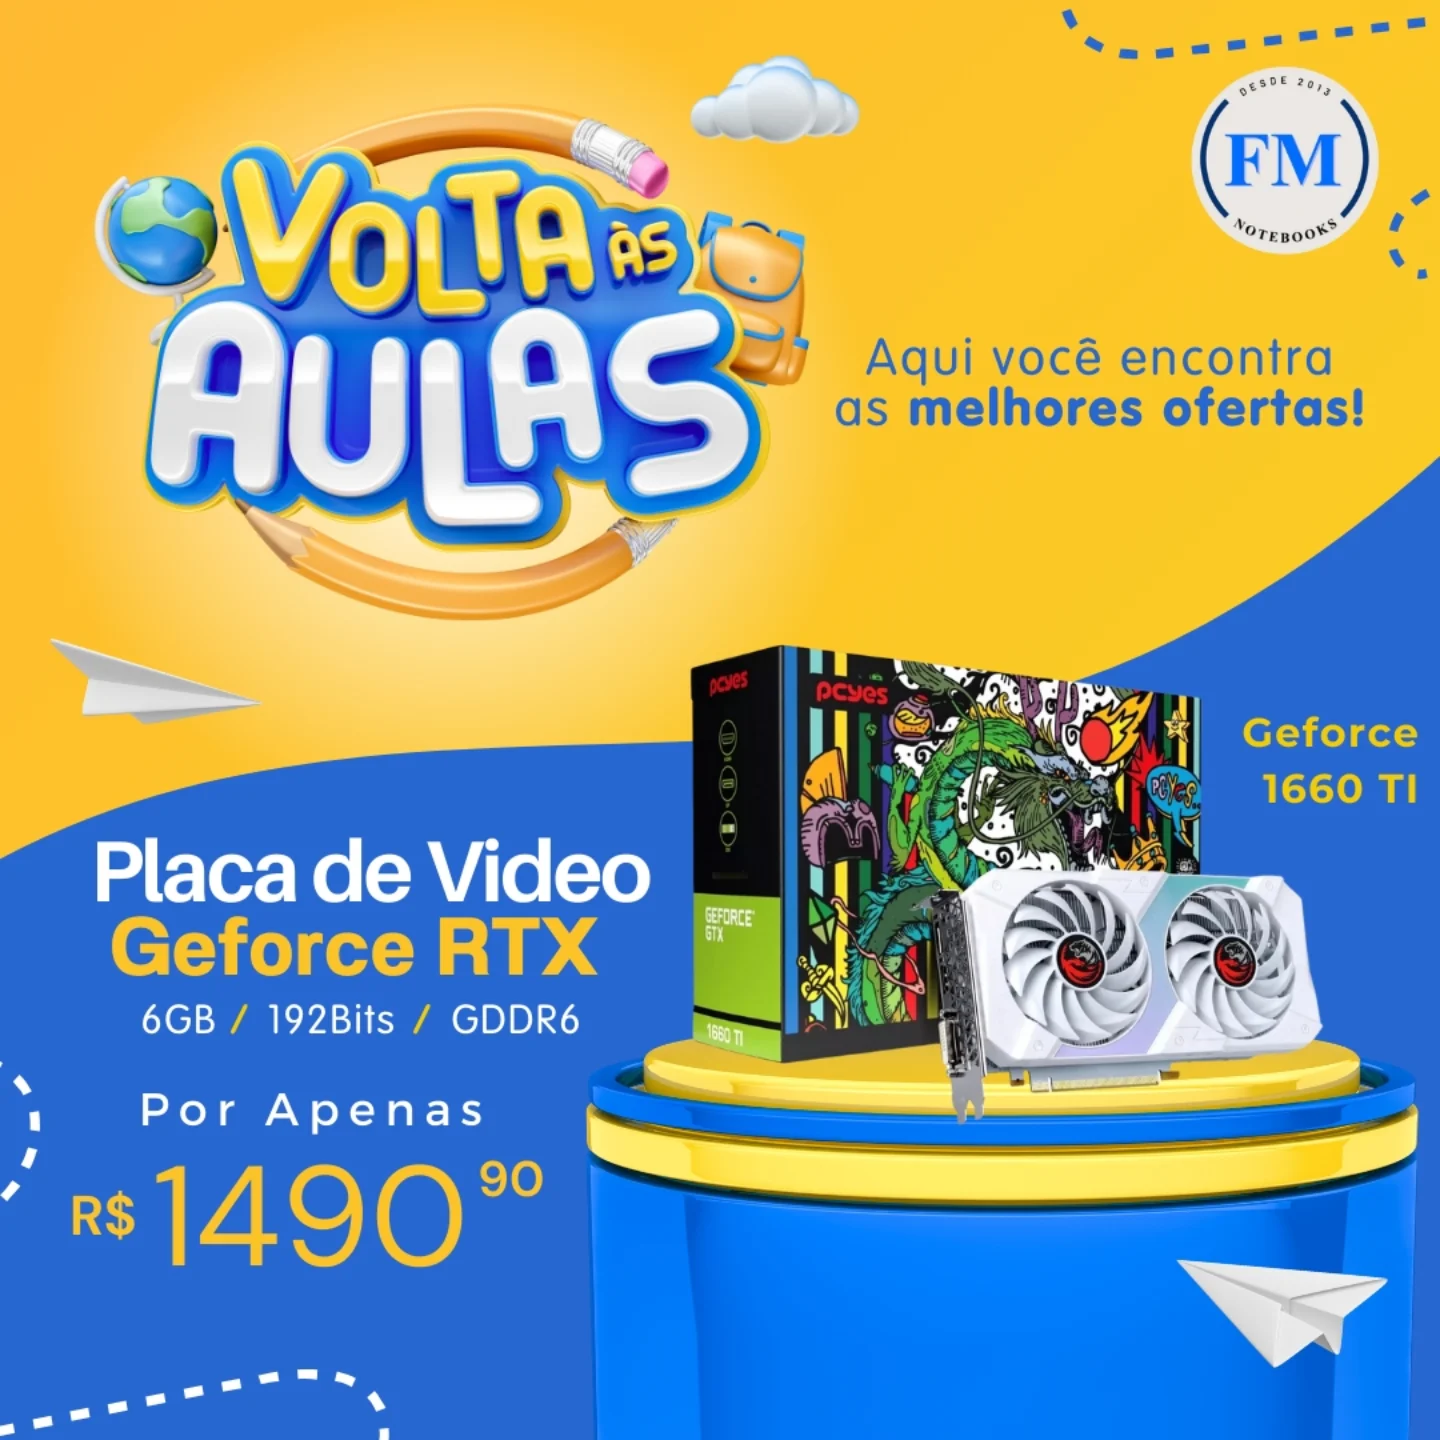 DESDE 2013
FM
NOTEBOOKS
VOLTA ÀS
AULAS
Aqui você encontra
as melhores ofertas!
pcyes
pcyes
PCYES
GEFORCE
GTX
1660 TI
Geforce
1660 TI
Placa de Video
Geforce RTX
6GB / 192Bits / GDDR6
Por Apenas
R$ 1490 90